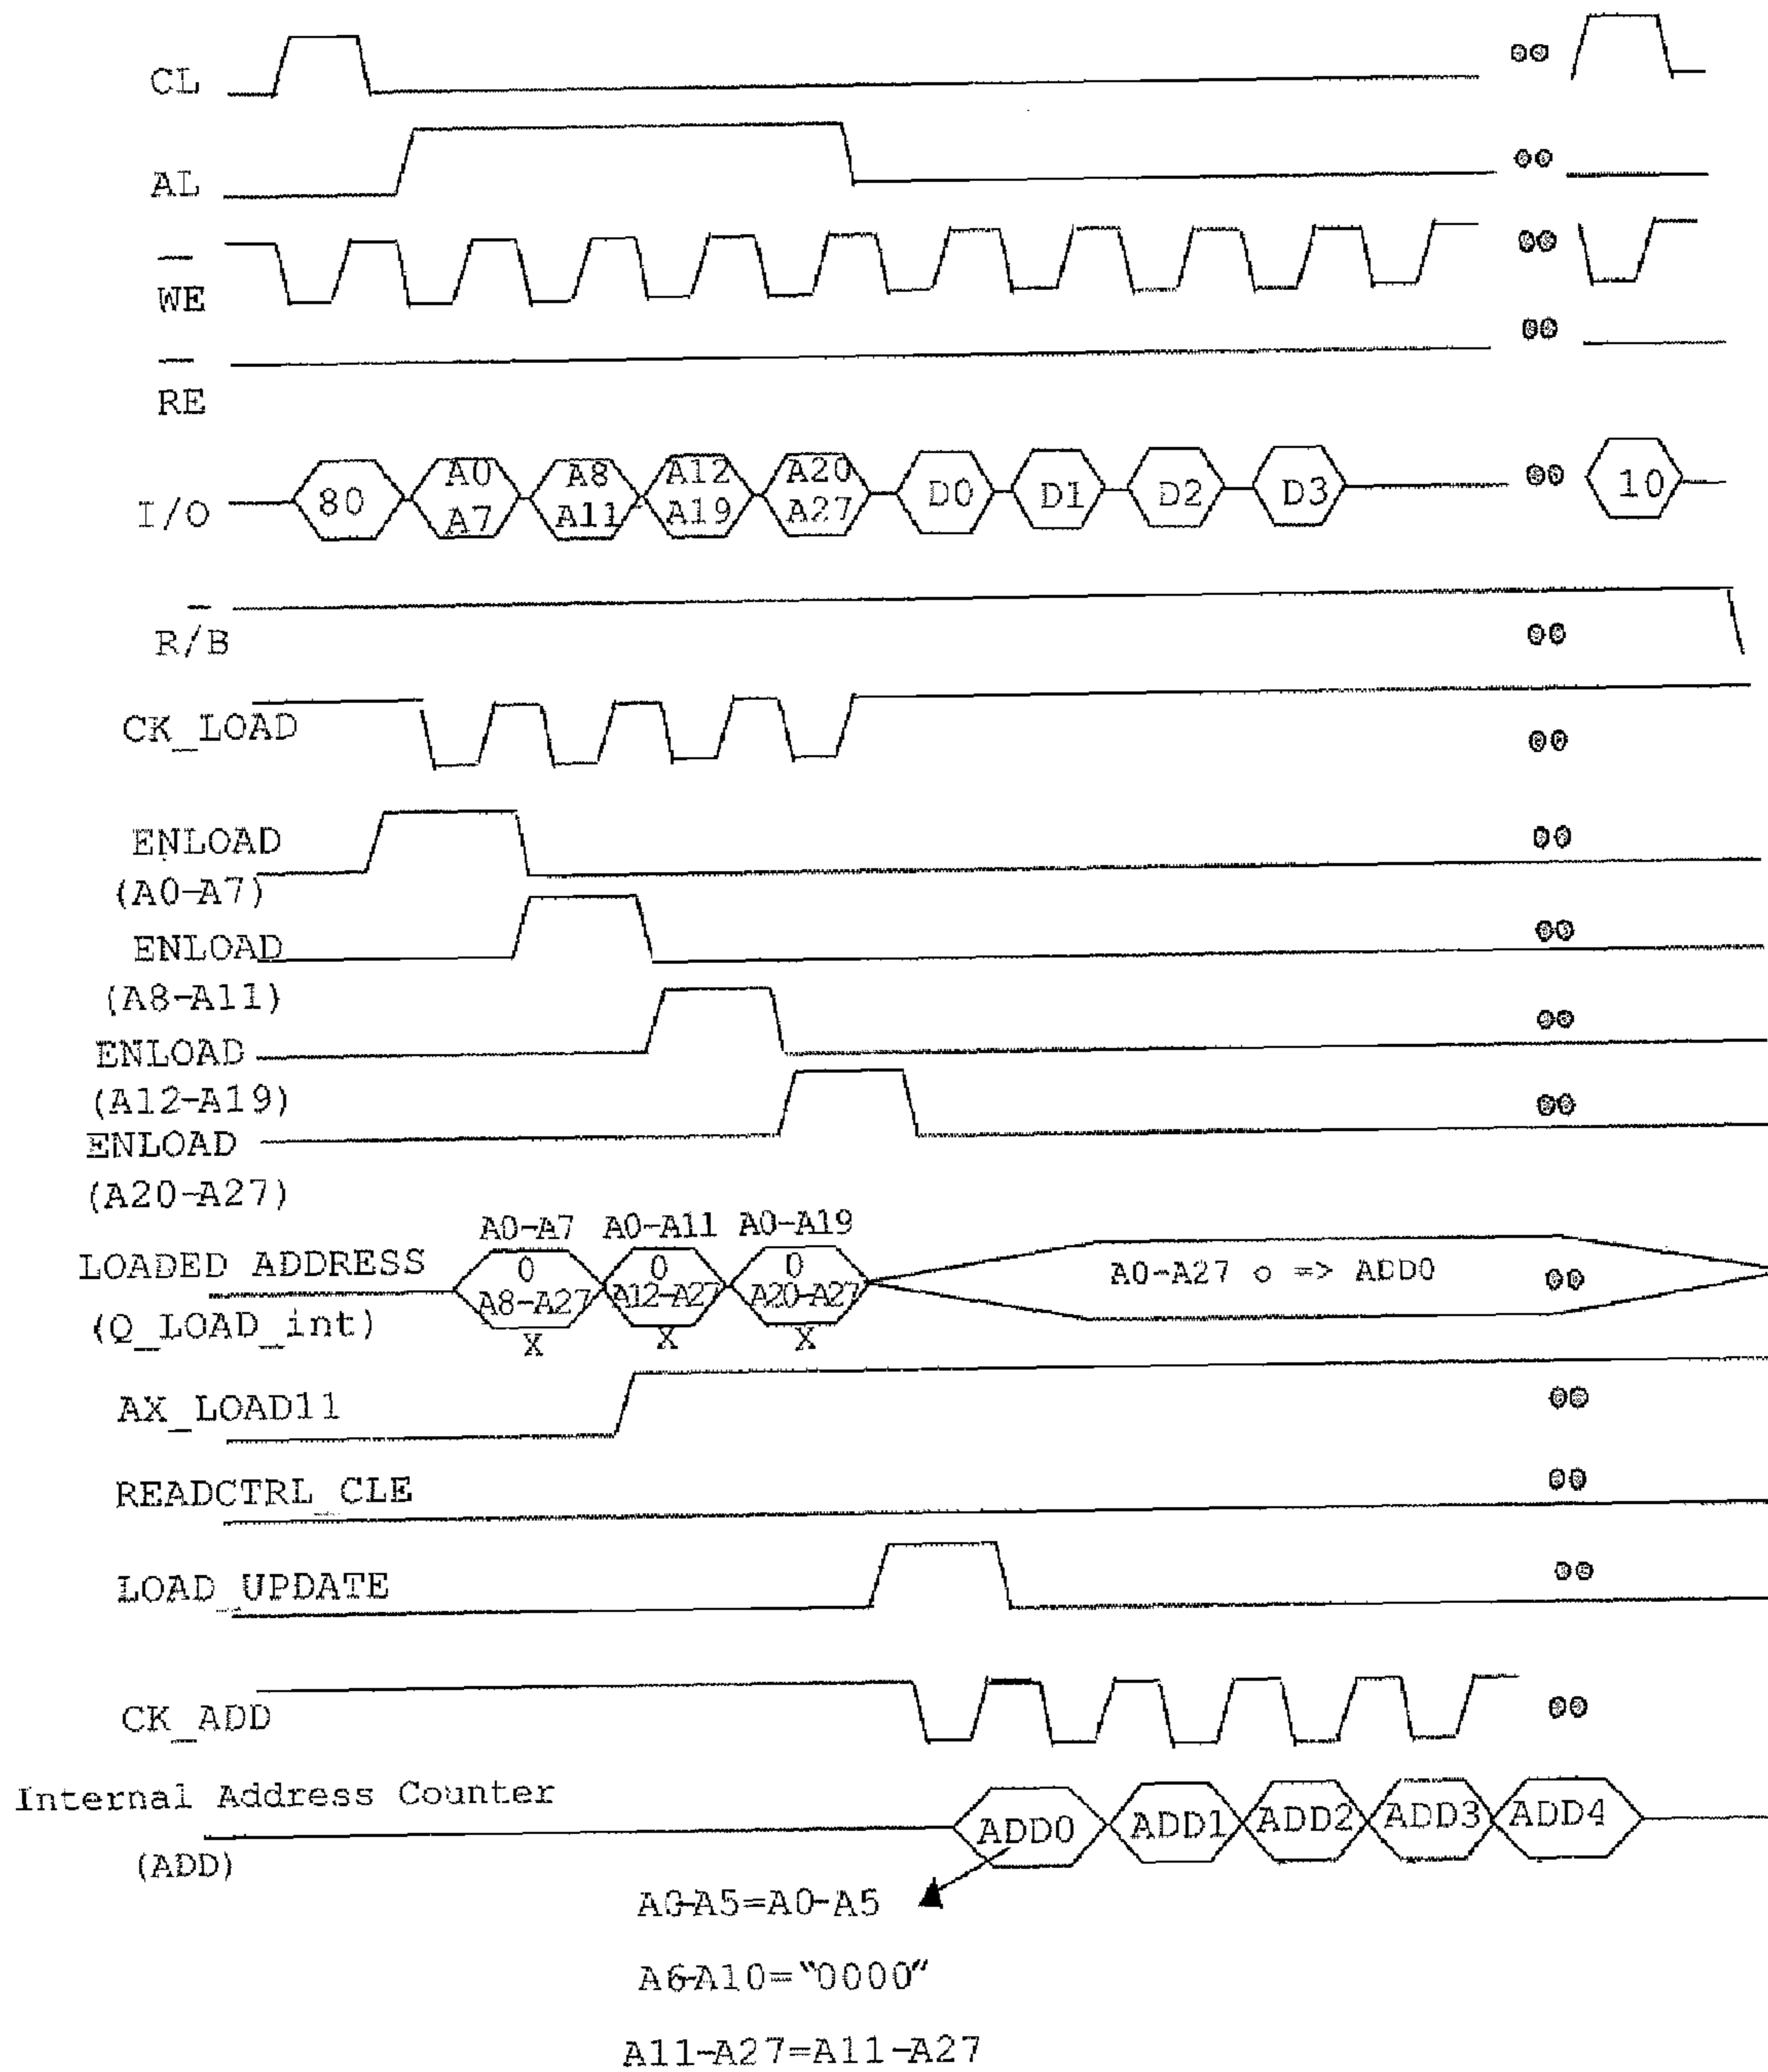 CL
AL
WE
RE
I/O 80 A0 A7 A8 A11 A12 A19 A20 A27 D0 D1 D2 D3 10
R/B
CK_LOAD
ENLOAD
(A0-A7)
ENLOAD
(A8-A11)
ENLOAD
(A12-A19)
ENLOAD
(A20-A27)
A0-A7 A0-A11 A0-A19
LOADED ADDRESS O O O A0-A27 o => ADD0
A8-A27 A12-A27 A20-A27
(Q_LOAD_int) X X X
AX_LOAD11
READCTRL_CLE
LOAD_UPDATE
CK_ADD
Internal Address Counter
ADD0 ADD1 ADD2 ADD3 ADD4
(ADD)
A0-A5=A0-A5
A6-A10="0000"
A11-A27=A11-A27